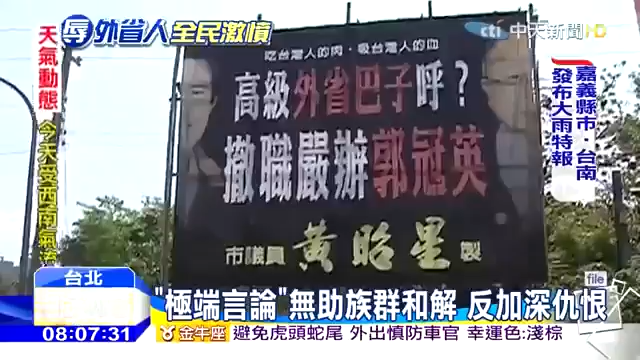 辱外省人 全民激憤
cti 中天新聞HD
天氣動態 今天受西南氣流
嘉義縣市、台南
發布大雨特報
吃台灣人的肉、吸台灣人的血
高級外省巴子呼?
撤職嚴辦郭冠英
市議員 黃昭星 製
file
台北
"極端言論"無助族群和解 反加深仇恨
08:07:31
金牛座 避免虎頭蛇尾 外出慎防車官 幸運色:淺棕